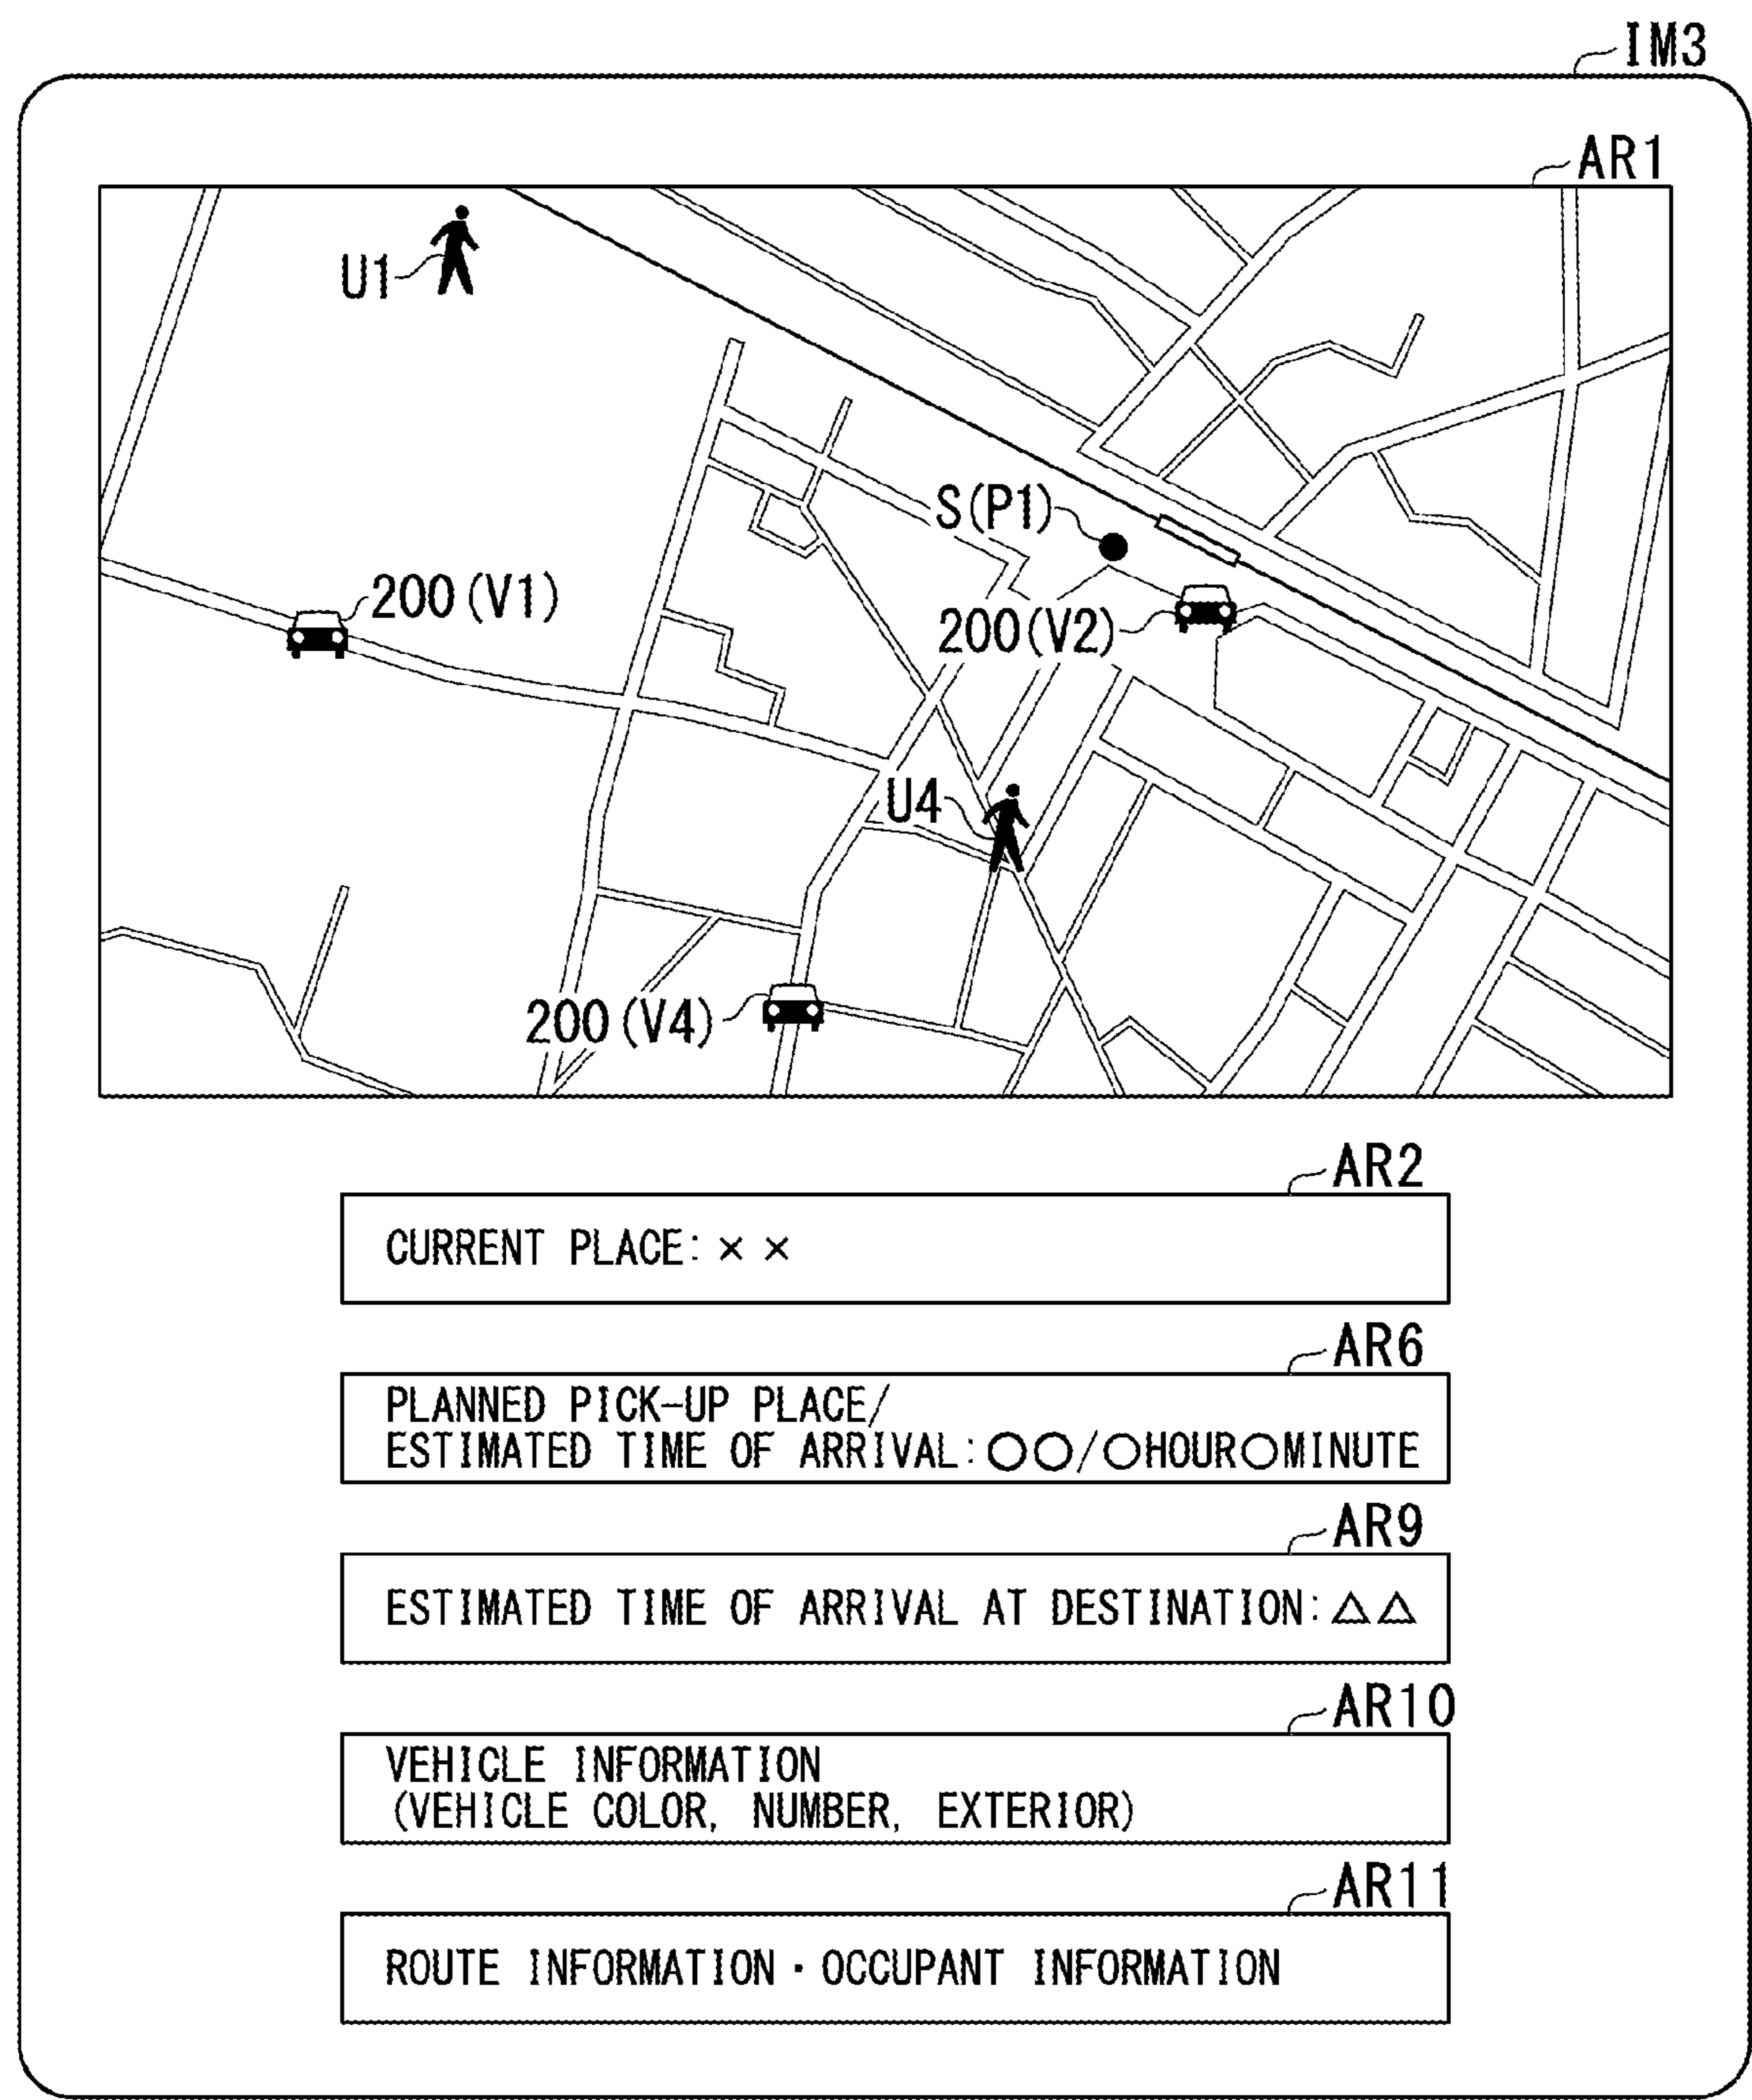 IM3
AR1
U1
S(P1)
200(V1)
200(V2)
U4
200(V4)
AR2
CURRENT PLACE:××
AR6
PLANNED PICK-UP PLACE/
ESTIMATED TIME OF ARRIVAL:○○/○HOUR○MINUTE
AR9
ESTIMATED TIME OF ARRIVAL AT DESTINATION:△△
AR10
VEHICLE INFORMATION
(VEHICLE COLOR, NUMBER, EXTERIOR)
AR11
ROUTE INFORMATION・OCCUPANT INFORMATION